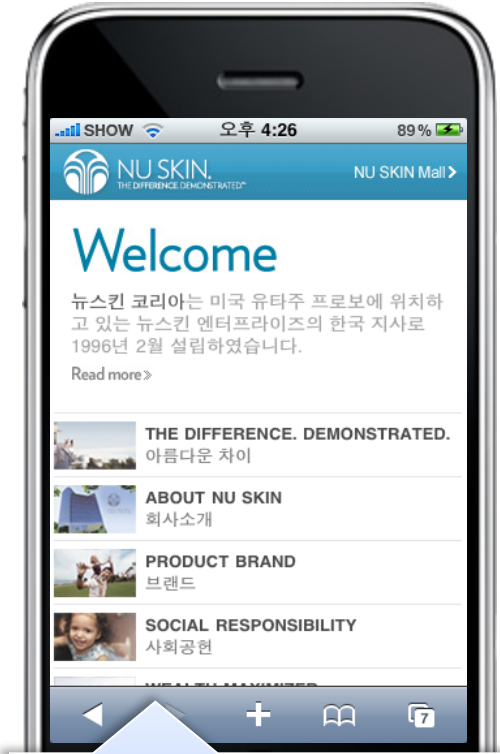 SHOW 오후 4:26 89%
NU SKIN.
THE DIFFERENCE. DEMONSTRATED.™
NU SKIN Mall
Welcome
뉴스킨 코리아는 미국 유타주 프로보에 위치하
고 있는 뉴스킨 엔터프라이즈의 한국 지사로
1996년 2월 설립하였습니다.
Read more
THE DIFFERENCE. DEMONSTRATED.
아름다운 차이
ABOUT NU SKIN
회사소개
PRODUCT BRAND
브랜드
SOCIAL RESPONSIBILITY
사회공헌
WEALTH MAXIMIZER
7